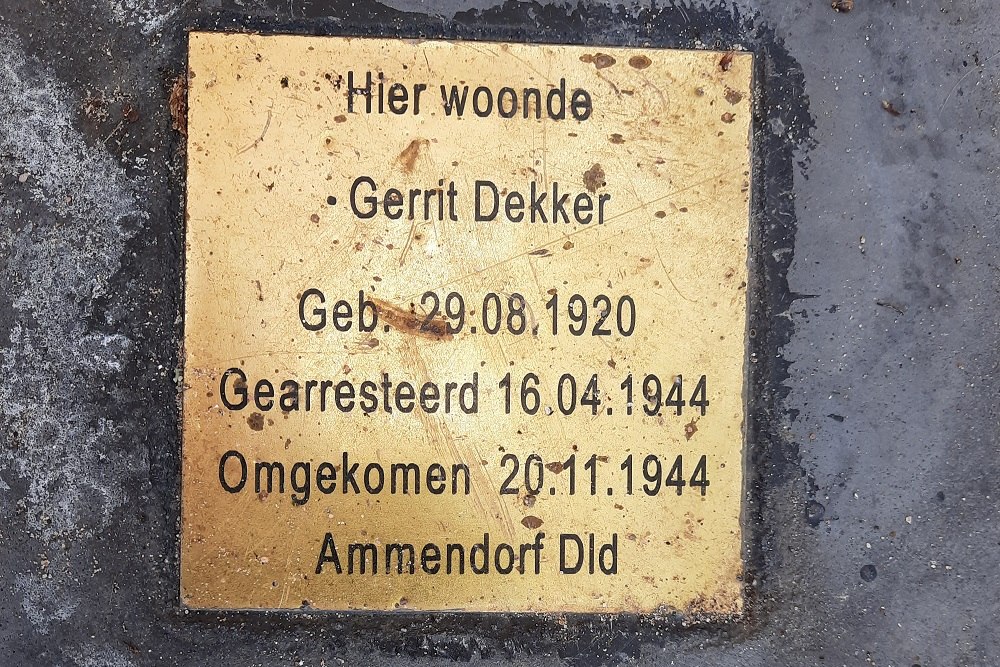 Hier woonde
Gerrit Dekker
Geb. 29.08.1920
Gearresteerd 16.04.1944
Omgekomen 20.11.1944
Ammendorf Dld